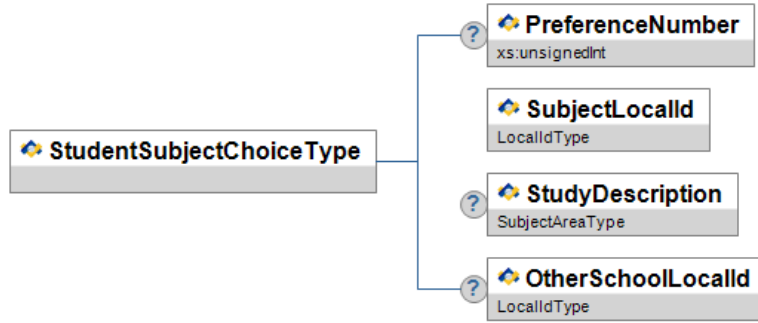 StudentSubjectChoiceType
?
PreferenceNumber
xs:unsignedInt
SubjectLocalId
LocalIdType
?
StudyDescription
SubjectAreaType
?
OtherSchoolLocalId
LocalIdType